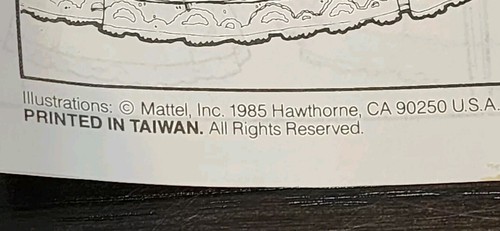 Illustrations: © Mattel, Inc. 1985 Hawthorne, CA 90250 U.S.A.
PRINTED IN TAIWAN. All Rights Reserved.